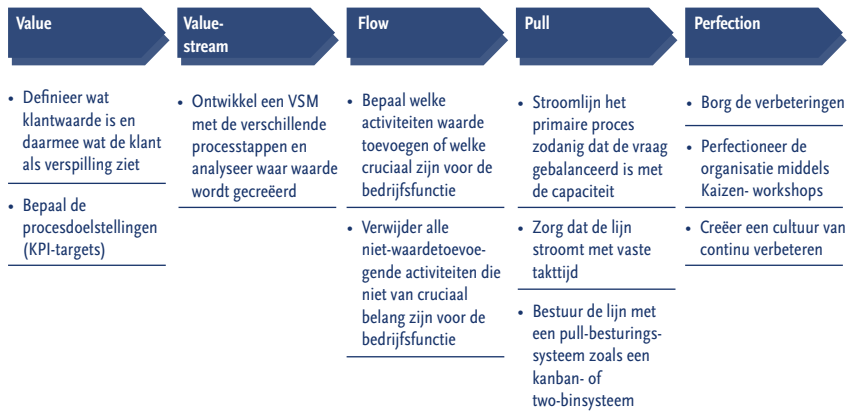 Value
• Definieer wat
klantwaarde is en
daarmee wat de klant
als verspilling ziet
• Bepaal de
procesdoelstellingen
(KPI-targets)
Value-
stream
• Ontwikkel een VSM
met de verschillende
processtappen en
analyseer waar waarde
wordt gecreëerd
Flow
• Bepaal welke
activiteiten waarde
toevoegen of welke
cruciaal zijn voor de
bedrijfsfunctie
• Verwijder alle
niet-waardetoevoe-
gende activiteiten die
niet van cruciaal
belang zijn voor de
bedrijfsfunctie
Pull
• Stroomlijn het
primaire proces
zodanig dat de vraag
gebalanceerd is met
de capaciteit
• Zorg dat de lijn
stroomt met vaste
takttijd
• Bestuur de lijn met
een pull-besturings-
systeem zoals een
kanban- of
two-binsysteem
Perfection
• Borg de verbeteringen
• Perfectioneer de
organisatie middels
Kaizen- workshops
• Creëer een cultuur van
continu verbeteren